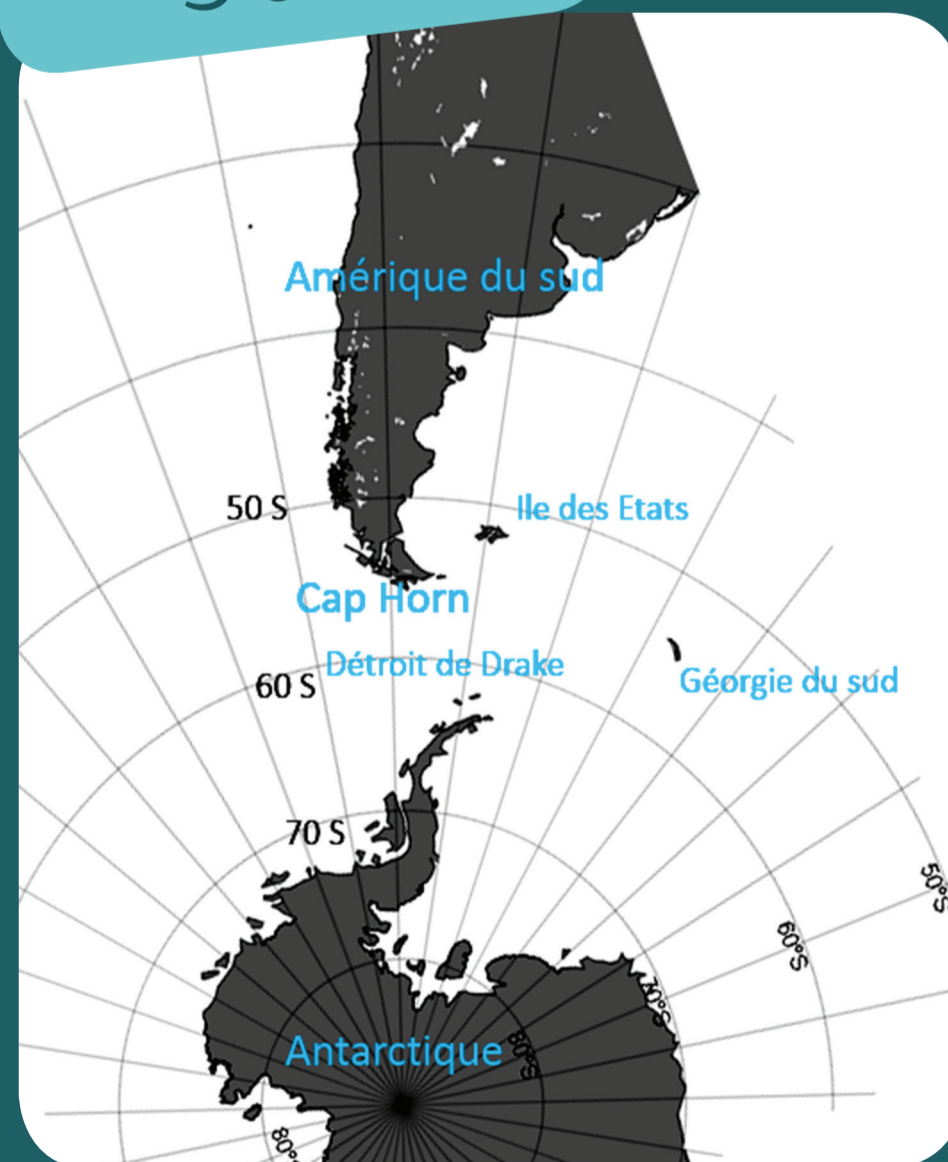 Amérique du sud
50 S
Ile des Etats
Cap Horn
Détroit de Drake
60 S
Géorgie du sud
70 S
50°S
60°S
70°S
Antarctique
80°S
80°S